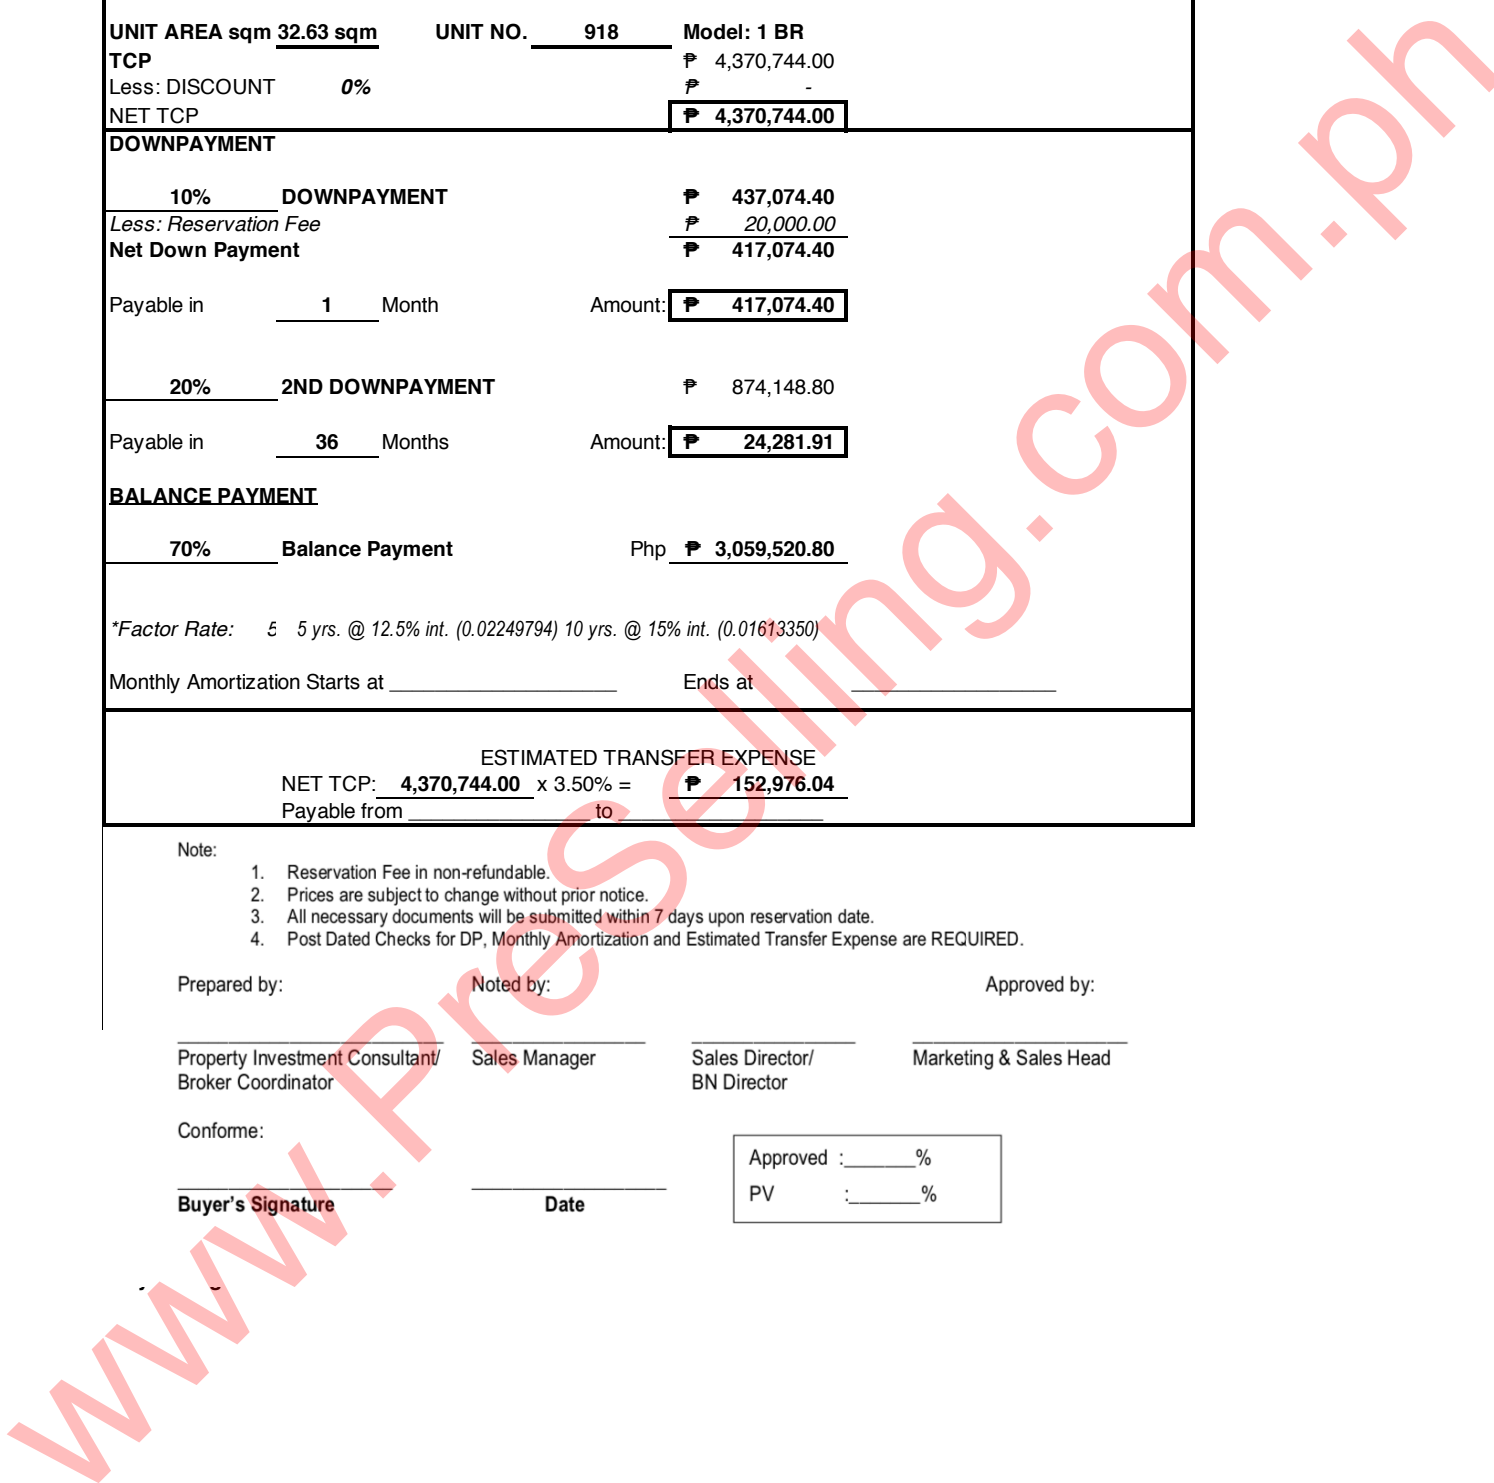 UNIT AREA sqm 32.63 sqm UNIT NO. 918 Model: 1 BR
TCP ₱ 4,370,744.00
Less: DISCOUNT 0% ₱ -
NET TCP ₱ 4,370,744.00
DOWNPAYMENT
10% DOWNPAYMENT ₱ 437,074.40
Less: Reservation Fee ₱ 20,000.00
Net Down Payment ₱ 417,074.40
Payable in 1 Month Amount: ₱ 417,074.40
20% 2ND DOWNPAYMENT ₱ 874,148.80
Payable in 36 Months Amount: ₱ 24,281.91
BALANCE PAYMENT
70% Balance Payment Php ₱ 3,059,520.80
*Factor Rate: 5 5 yrs. @ 12.5% int. (0.02249794) 10 yrs. @ 15% int. (0.01613350)
Monthly Amortization Starts at ____________________ Ends at __________________
ESTIMATED TRANSFER EXPENSE
NET TCP: 4,370,744.00 x 3.50% = ₱ 152,976.04
Payable from ________________ to __________________
Note:
1. Reservation Fee in non-refundable.
2. Prices are subject to change without prior notice.
3. All necessary documents will be submitted within 7 days upon reservation date.
4. Post Dated Checks for DP, Monthly Amortization and Estimated Transfer Expense are REQUIRED.
Prepared by: Noted by: Approved by:
Property Investment Consultant/ Sales Manager Sales Director/ Marketing & Sales Head
Broker Coordinator BN Director
Conforme:
Approved :_______%
PV :_______%
Buyer's Signature Date
www.PreSelling.com.ph